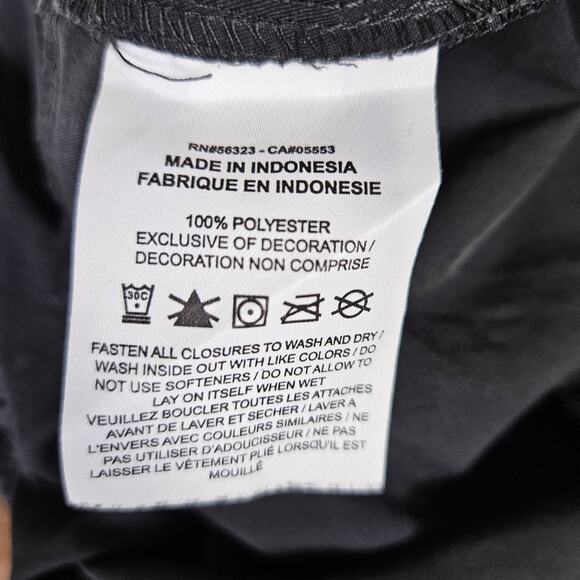 RN#56323 - CA#05553
MADE IN INDONESIA
FABRIQUE EN INDONESIE
100% POLYESTER
EXCLUSIVE OF DECORATION /
DECORATION NON COMPRISE
30C
FASTEN ALL CLOSURES TO WASH AND DRY /
WASH INSIDE OUT WITH LIKE COLORS / DO
NOT USE SOFTENERS / DO NOT ALLOW TO
LAY ON ITSELF WHEN WET
VEUILLEZ BOUCLER TOUTES LES ATTACHES
AVANT DE LAVER ET SECHER / LAVER A
L'ENVERS AVEC COULEURS SIMILAIRES / NE
PAS UTILISER D'ADOUCISSEUR / NE PAS
LAISSER LE VÊTEMENT PLIÉ LORSQU'IL EST
MOUILLÉ